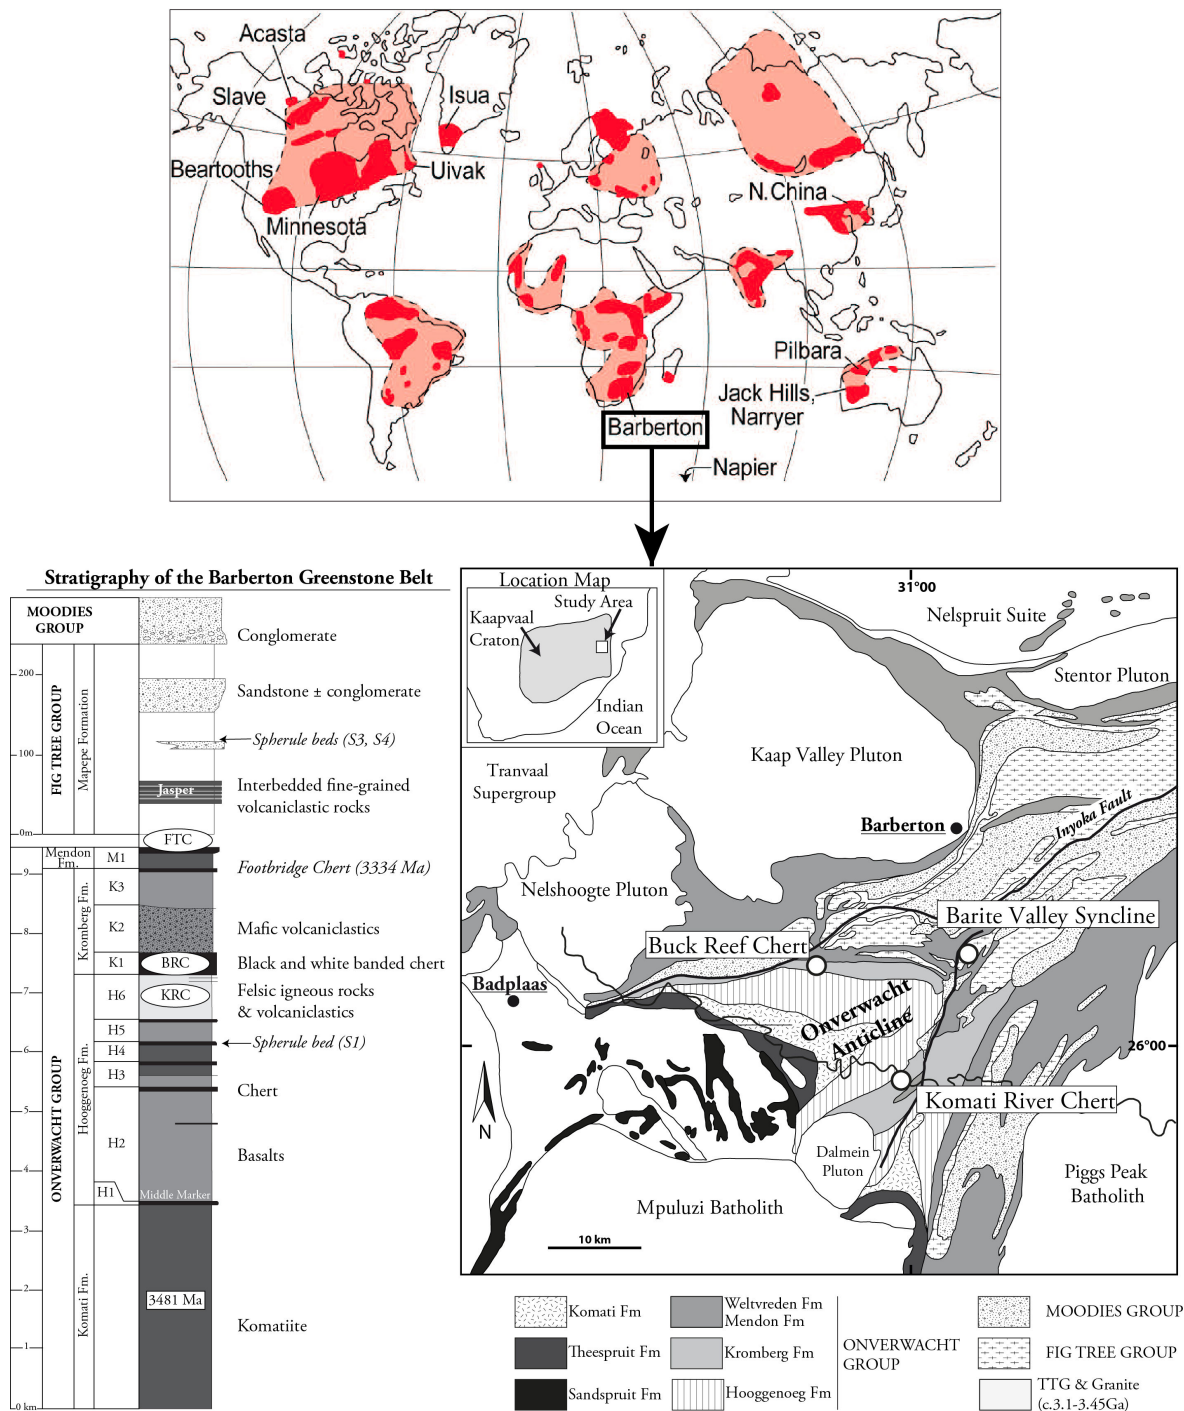 Acasta
Slave
Isua
Beartooths
Uivak
Minnesota
N.China
Pilbara
Jack Hills,
Narryer
Barberton
Napier
Stratigraphy of the Barberton Greenstone Belt
MOODIES
GROUP
Conglomerate
200
FIG TREE GROUP
Mapepe Formation
Sandstone ± conglomerate
Spherule beds (S3, S4)
100
Jasper
Interbedded fine-grained
volcaniclastic rocks
0m
FTC
Mendon
Fm.
M1
Footbridge Chert (3334 Ma)
9
K3
Kromberg Fm.
K2
Mafic volcaniclastics
8
K1
BRC
Black and white banded chert
7
H6
KRC
Felsic igneous rocks
& volcaniclastics
H5
Spherule bed (S1)
6
H4
H3
ONVERWACHT GROUP
Hooggenoeg Fm.
Chert
5
H2
Basalts
4
H1
Middle Marker
3
Komati Fm.
2
3481 Ma
Komatiite
1
0 km
Location Map
Study Area
Kaapvaal
Craton
Indian
Ocean
31°00
Nelspruit Suite
Stentor Pluton
Kaap Valley Pluton
Tranvaal
Supergroup
Barberton
Inyoka Fault
Nelshoogte Pluton
Barite Valley Syncline
Buck Reef Chert
Badplaas
Onverwacht
Anticline
26°00
Komati River Chert
N
Dalmein
Pluton
Piggs Peak
Batholith
Mpuluzi Batholith
10 km
Komati Fm
Weltvreden Fm
Mendon Fm
MOODIES GROUP
Theespruit Fm
Kromberg Fm
ONVERWACHT
GROUP
FIG TREE GROUP
Sandspruit Fm
Hooggenoeg Fm
TTG & Granite
(c.3.1-3.45Ga)